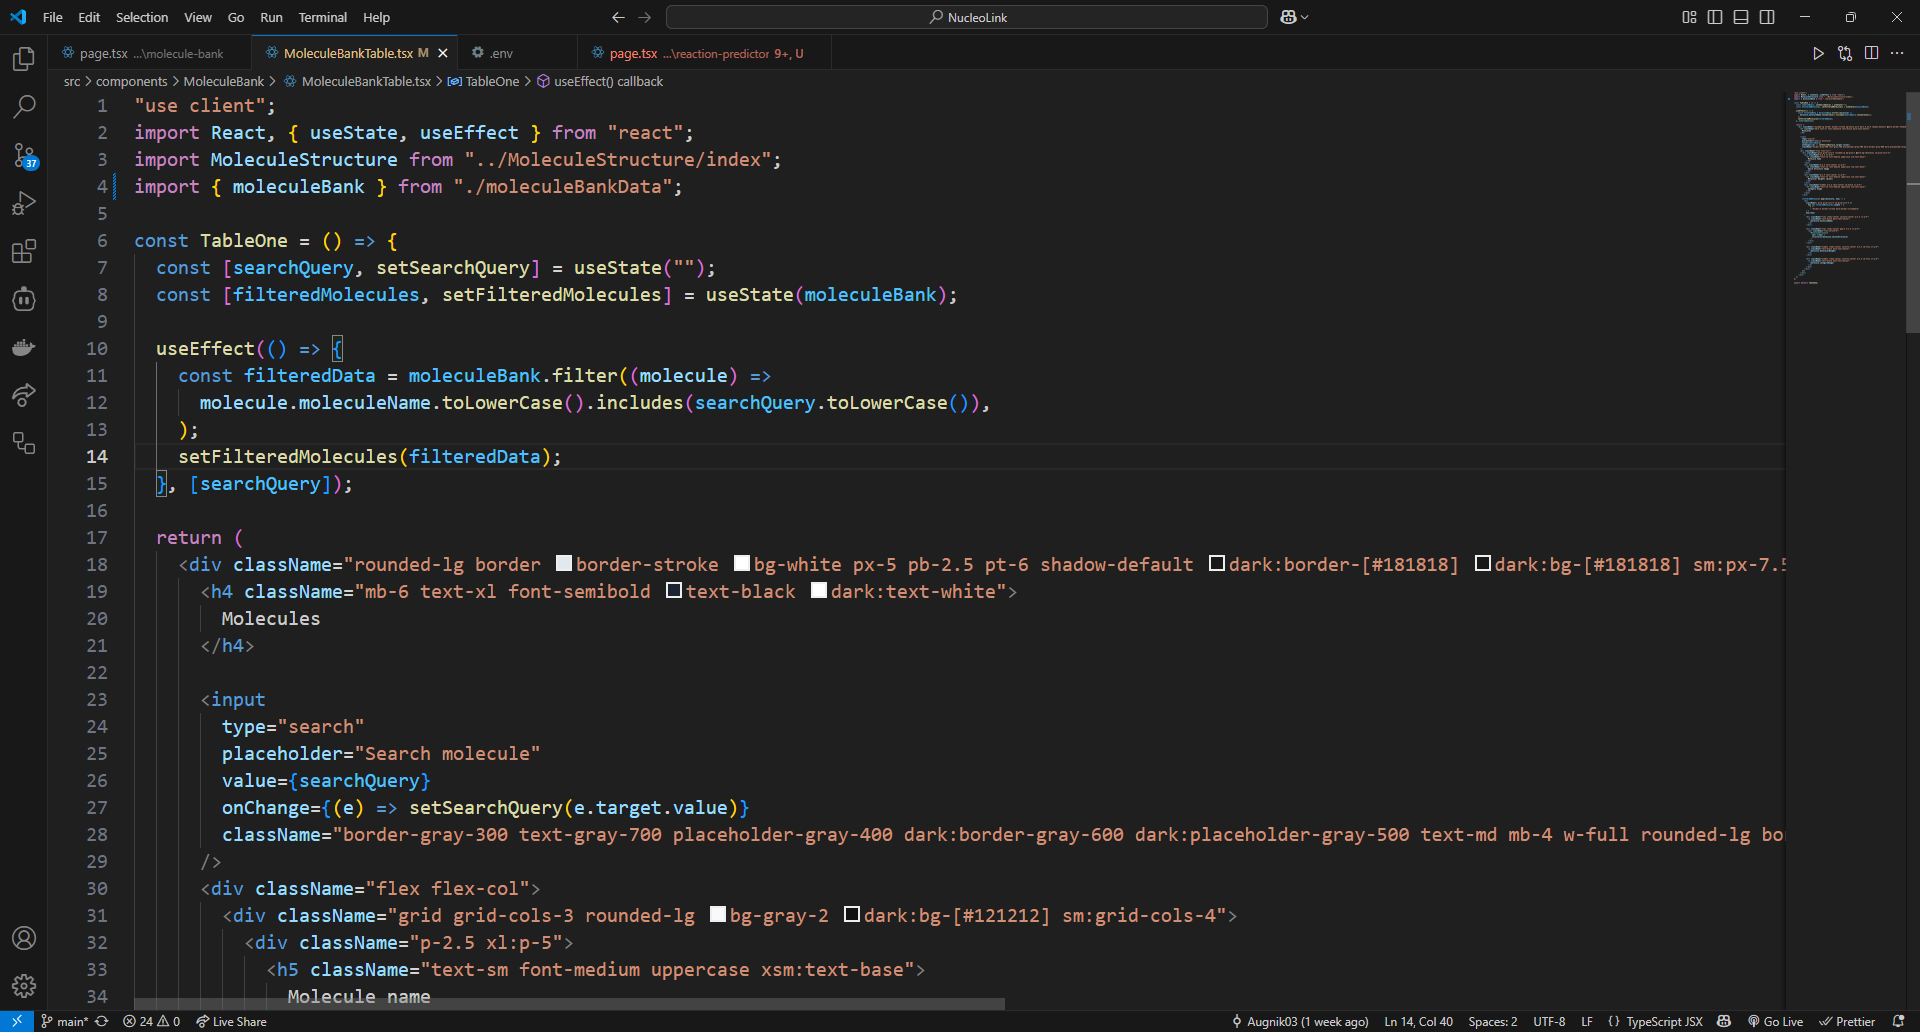 File Edit Selection View Go Run Terminal Help
NucleoLink
page.tsx ...\molecule-bank
MoleculeBankTable.tsx M
.env
page.tsx ...\reaction-predictor 9+, U
src > components > MoleculeBank > MoleculeBankTable.tsx > TableOne > useEffect() callback
1 "use client";
2 import React, { useState, useEffect } from "react";
3 import MoleculeStructure from "../MoleculeStructure/index";
4 import { moleculeBank } from "./moleculeBankData";
5
6 const TableOne = () => {
7 const [searchQuery, setSearchQuery] = useState("");
8 const [filteredMolecules, setFilteredMolecules] = useState(moleculeBank);
9
10 useEffect(() => {
11 const filteredData = moleculeBank.filter((molecule) =>
12 molecule.moleculeName.toLowerCase().includes(searchQuery.toLowerCase()),
13 );
14 setFilteredMolecules(filteredData);
15 }, [searchQuery]);
16
17 return (
18 <div className="rounded-lg border border-stroke bg-white px-5 pb-2.5 pt-6 shadow-default dark:border-[#181818] dark:bg-[#181818] sm:px-7.5
19 <h4 className="mb-6 text-xl font-semibold text-black dark:text-white">
20 Molecules
21 </h4>
22
23 <input
24 type="search"
25 placeholder="Search molecule"
26 value={searchQuery}
27 onChange={(e) => setSearchQuery(e.target.value)}
28 className="border-gray-300 text-gray-700 placeholder-gray-400 dark:border-gray-600 dark:placeholder-gray-500 text-md mb-4 w-full rounded-lg bo
29 />
30 <div className="flex flex-col">
31 <div className="grid grid-cols-3 rounded-lg bg-gray-2 dark:bg-[#121212] sm:grid-cols-4">
32 <div className="p-2.5 xl:p-5">
33 <h5 className="text-sm font-medium uppercase xsm:text-base">
34 Molecule name
37
main* 24 0 Live Share Augnik03 (1 week ago) Ln 14, Col 40 Spaces: 2 UTF-8 LF {} TypeScript JSX Go Live Prettier